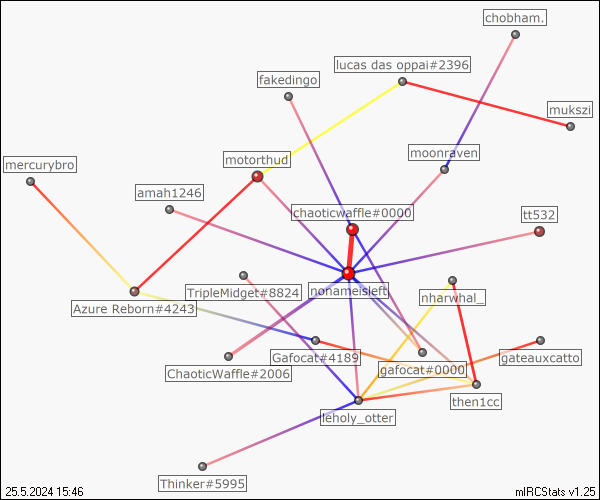 chobham.
lucas das oppai#2396
fakedingo
mukszi
moonraven
motorthud
mercurybro
amah1246
chaoticwaffle#0000
tt532
nonameisleft
TripleMidget#8824
nharwhal_
Azure Reborn#4243
Gafocat#4189
gateauxcatto
gafocat#0000
ChaoticWaffle#2006
then1cc
leholy_otter
Thinker#5995
25.5.2024 15:46
mIRCStats v1.25